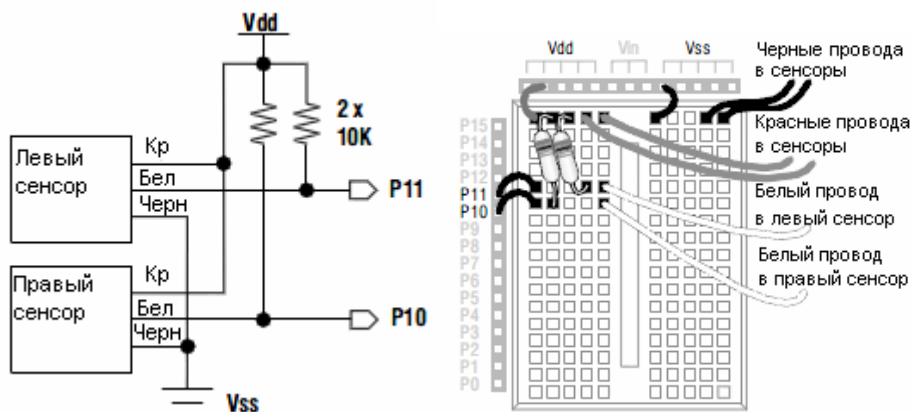 Vdd
2 x
10K
Левый
сенсор
Кр
Бел
Черн
P11
Правый
сенсор
Кр
Бел
Черн
P10
Vss
Vdd
Vin
Vss
Черные провода
в сенсоры
Красные провода
в сенсоры
Белый провод
в левый сенсор
Белый провод
в правый сенсор
P15
P14
P13
P12
P11
P10
P9
P8
P7
P6
P5
P4
P3
P2
P1
P0